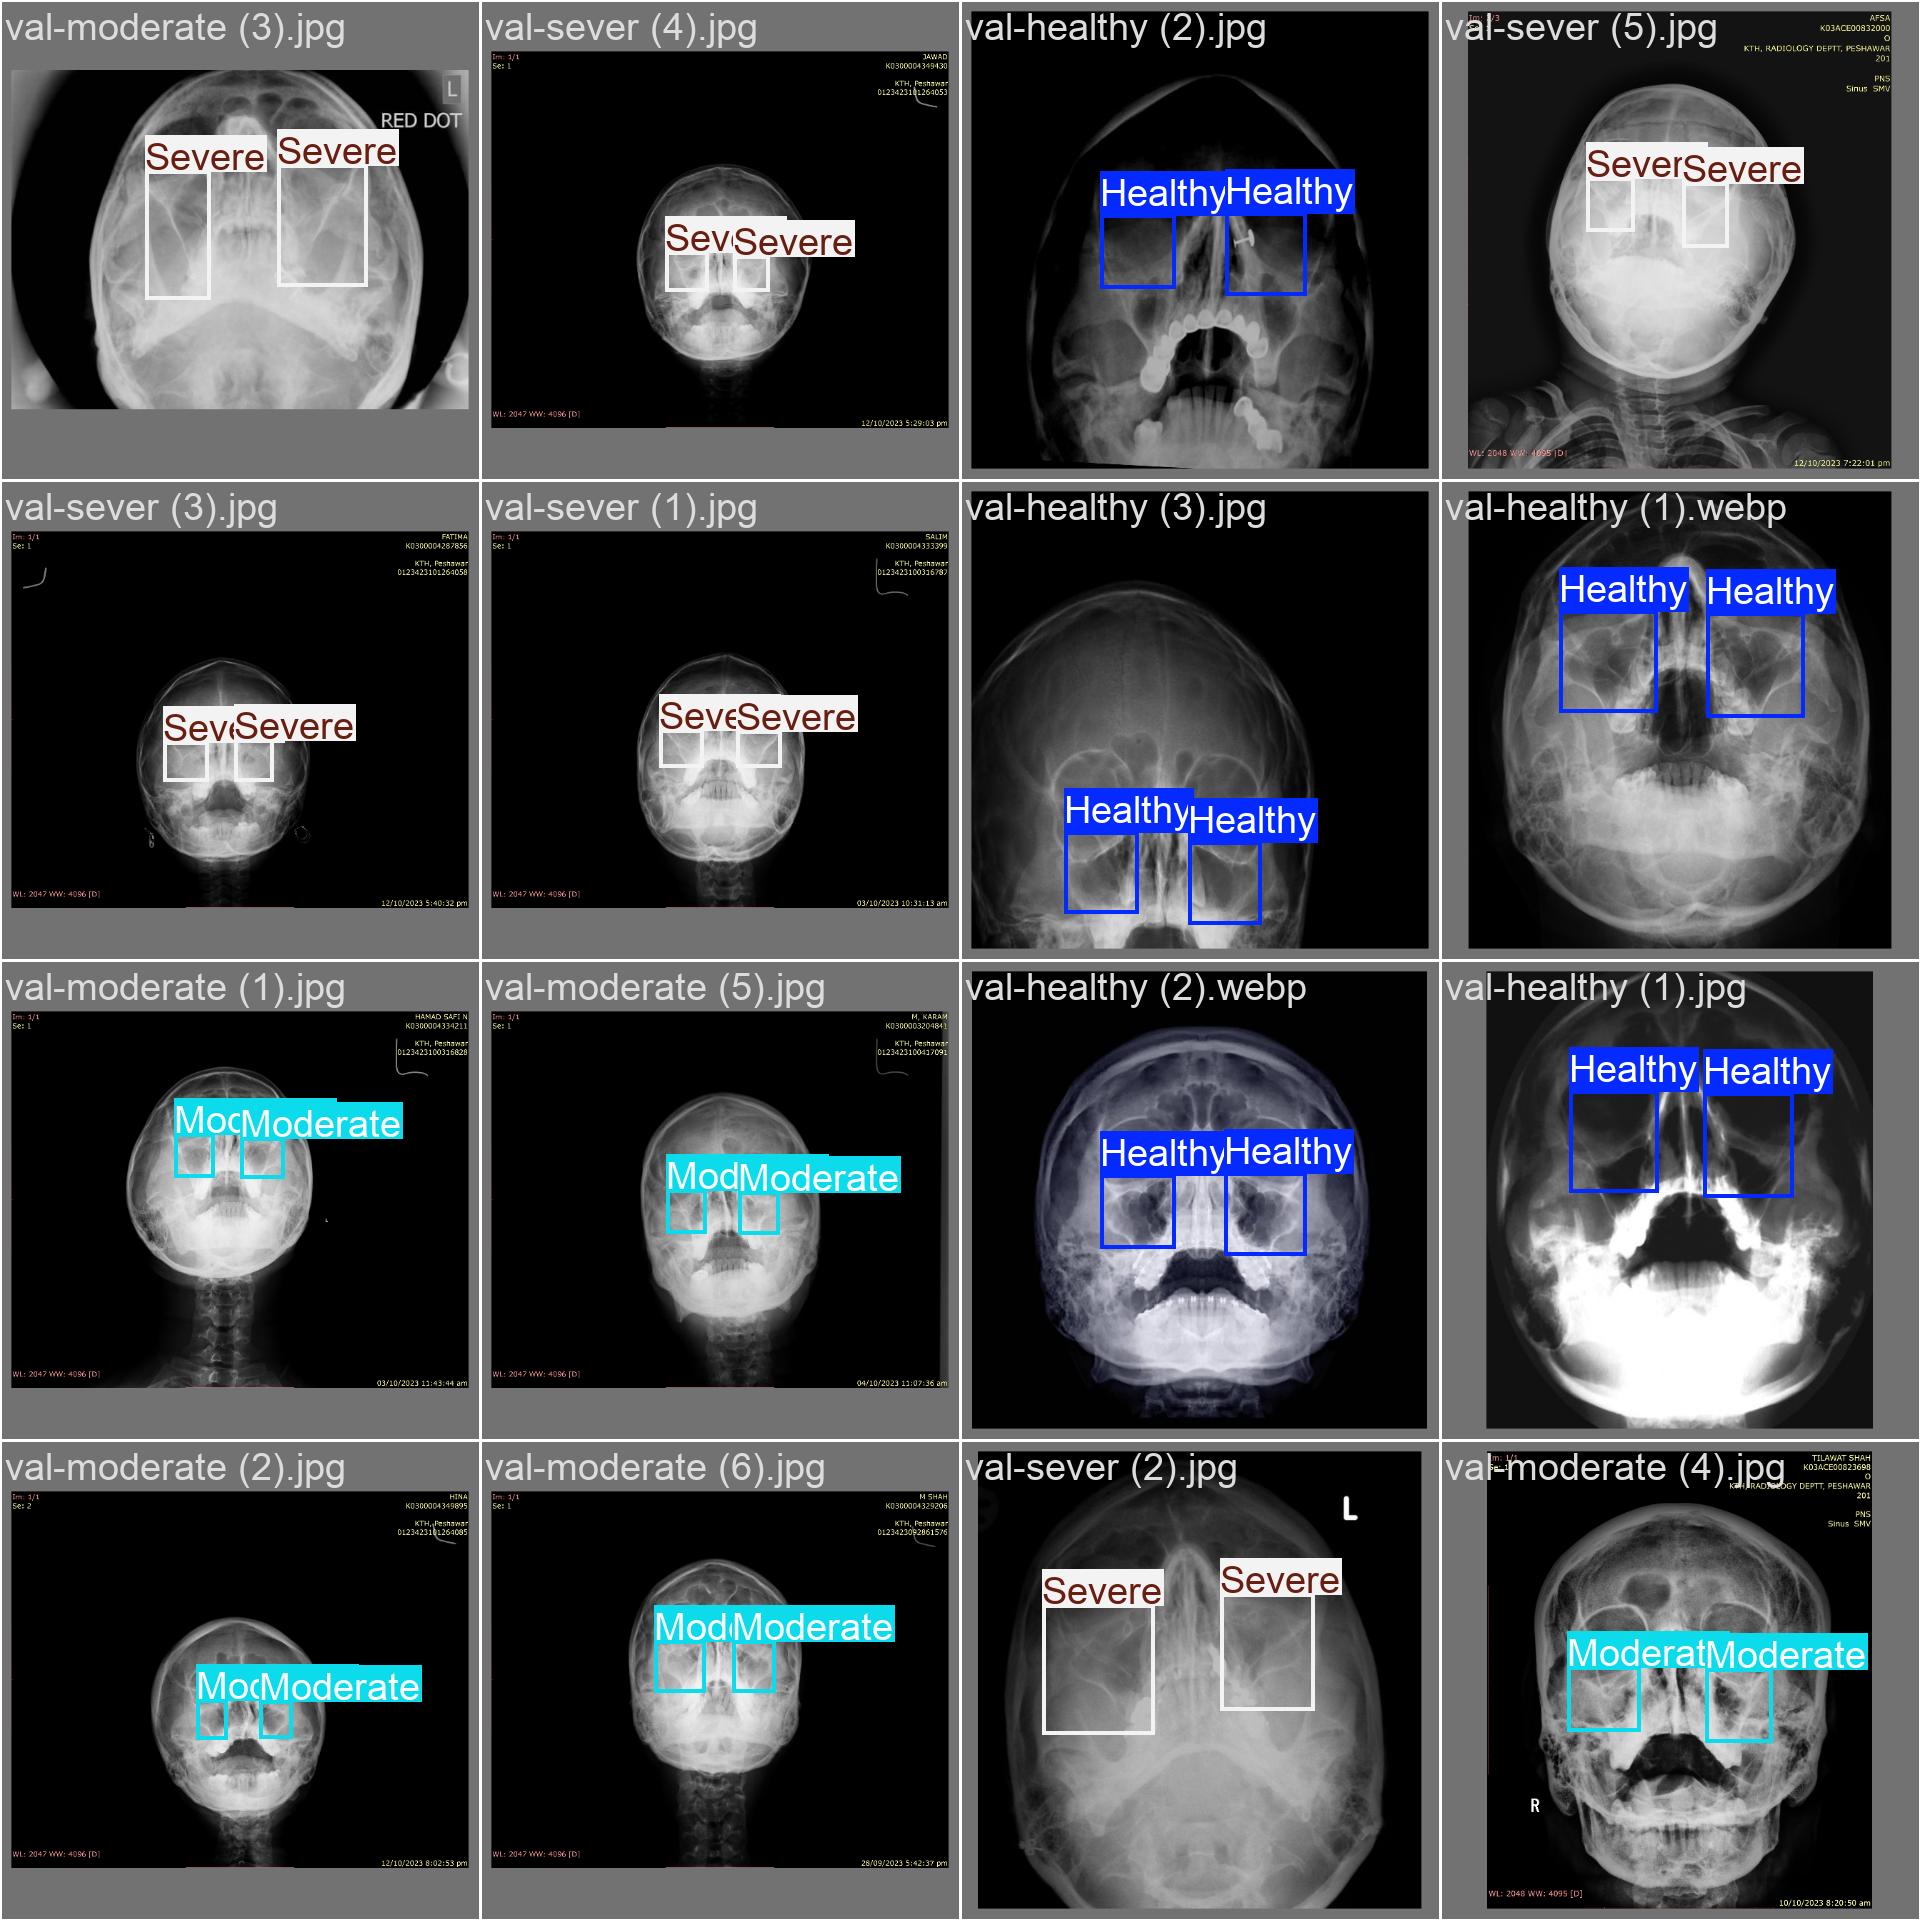 val-moderate (3).jpg
L
RED DOT
Severe
Severe
val-sever (4).jpg
Im: 1/1
Se: 1
JAWAD
K0300004349430
KTH, Peshawar
0123423101264053
Sev
Severe
WL: 2047 WW: 4096 [D]
12/10/2023 5:29:03 pm
val-healthy (2).jpg
Healthy
Healthy
val-sever (5).jpg
AFSA
K03ACE00832000
O
KTH, RADIOLOGY DEPTT, PESHAWAR
201
PNS
Sinus SMV
Sever
Severe
WL: 2048 WW: 4095 [D]
12/10/2023 7:22:01 pm
val-sever (3).jpg
Im: 1/1
Se: 1
FATIMA
K0300004287856
KTH, Peshawar
0123423101264058
Seve
Severe
WL: 2047 WW: 4096 [D]
12/10/2023 5:40:32 pm
val-sever (1).jpg
Im: 1/1
Se: 1
SALIM
K0300004333399
KTH, Peshawar
0123423100316787
Seve
Severe
WL: 2047 WW: 4096 [D]
03/10/2023 10:31:13 am
val-healthy (3).jpg
Healthy
Healthy
val-healthy (1).webp
Healthy
Healthy
val-moderate (1).jpg
Im: 1/1
Se: 1
HAMAD SAFI N
K0300004334211
KTH, Peshawar
0123423100316828
Moc
Moderate
WL: 2047 WW: 4096 [D]
03/10/2023 11:43:44 am
val-moderate (5).jpg
Im: 1/1
Se: 1
M, KARAM
K0300003204841
KTH, Peshawar
0123423100417091
Mod
Moderate
WL: 2047 WW: 4096 [D]
04/10/2023 11:07:36 am
val-healthy (2).webp
Healthy
Healthy
val-healthy (1).jpg
Healthy
Healthy
val-moderate (2).jpg
Im: 1/1
Se: 2
HINA
K0300004349895
KTH, Peshawar
0123423101264085
Moc
Moderate
WL: 2047 WW: 4096 [D]
12/10/2023 8:02:53 pm
val-moderate (6).jpg
Im: 1/1
Se: 1
M SHAH
K0300004329206
KTH, Peshawar
0123423092861576
Mod
Moderate
WL: 2047 WW: 4096 [D]
28/09/2023 5:42:37 pm
val-sever (2).jpg
L
Severe
Severe
val-moderate (4).jpg
TILAWAT SHAH
K03ACE00823698
O
KTH, RADIOLOGY DEPTT, PESHAWAR
201
PNS
Sinus SMV
Moderat
Moderate
R
WL: 2048 WW: 4095 [D]
10/10/2023 8:20:50 am